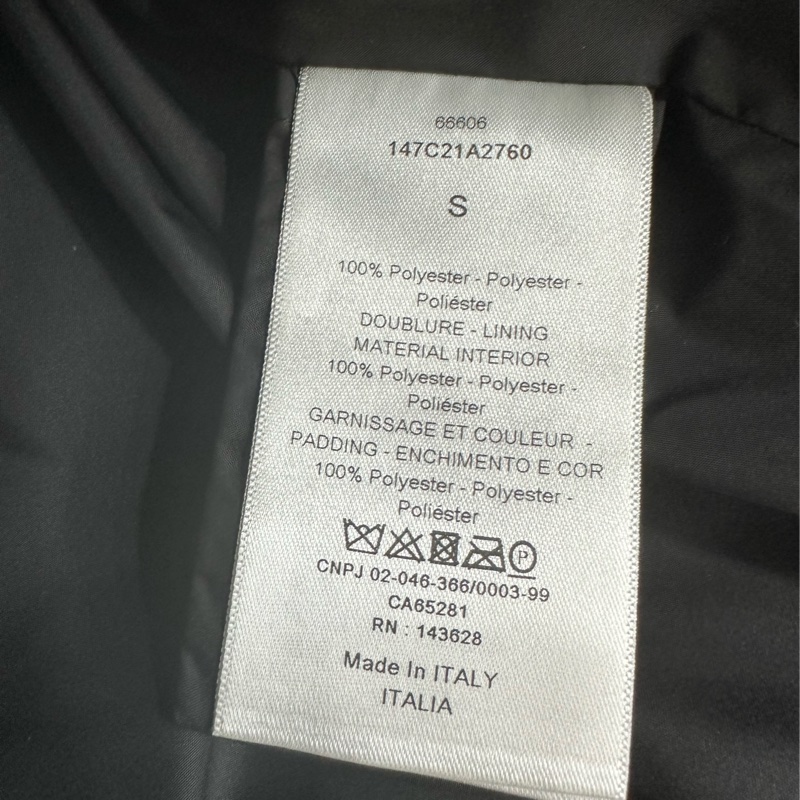 66606
147C21A2760
S
100% Polyester - Polyester -
Poliéster
DOUBLURE - LINING
MATERIAL INTERIOR
100% Polyester - Polyester -
Poliéster
GARNISSAGE ET COULEUR -
PADDING - ENCHIMENTO E COR
100% Polyester - Polyester -
Poliéster
P
CNPJ 02-046-366/0003-99
CA65281
RN : 143628
Made In ITALY
ITALIA